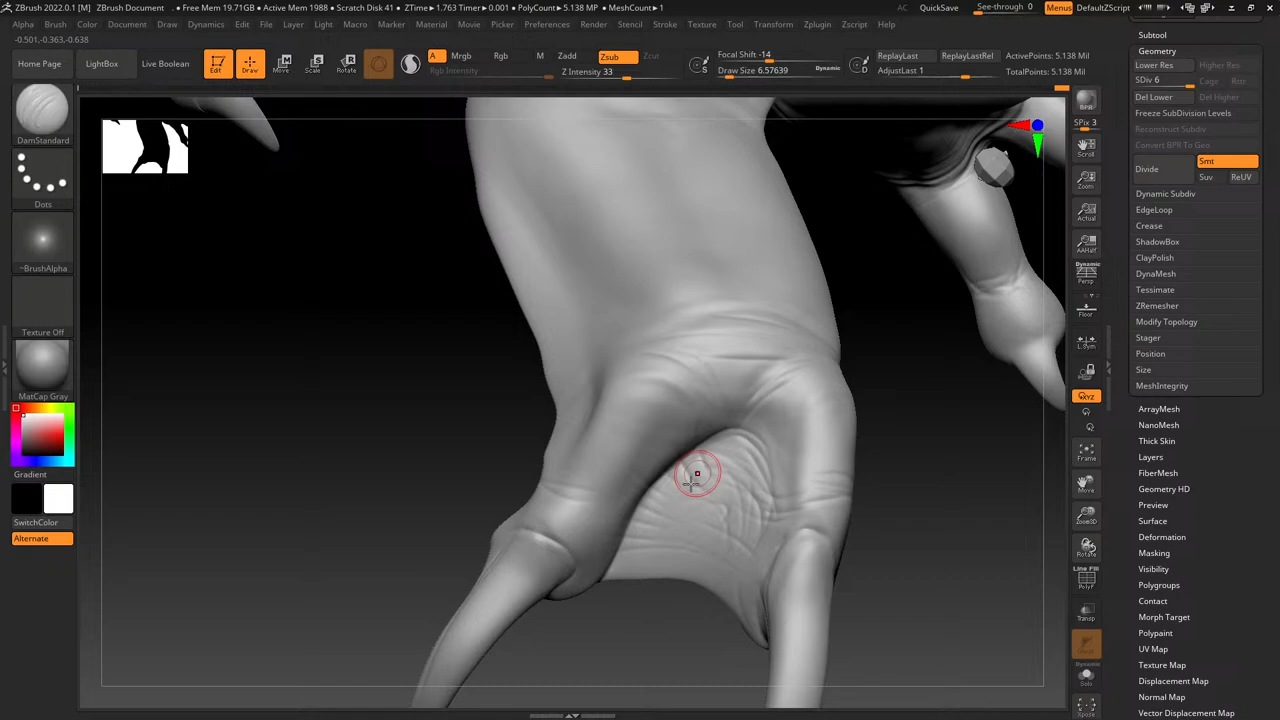 ZBrush 2022.0.1 [M] ZBrush Document . ● Free Mem 19.71GB ● Active Mem 1988 ● Scratch Disk 41 ● ZTime ▸ 1.763 Timer ▸ 0.001 ● PolyCount ▸ 5.138 MP ● MeshCount ▸ 1 AC QuickSave See-through 0 Menus DefaultZScript
Alpha Brush Color Document Draw Dynamics Edit File Layer Light Macro Marker Material Movie Picker Preferences Render Stencil Stroke Texture Tool Transform Zplugin Zscript Help
-0.501,-0.363,-0.638
Home Page LightBox Live Boolean
Edit Draw Move Scale Rotate
A Mrgb Rgb M Zadd Zsub Zcut
Rgb Intensity Z Intensity 33
Focal Shift -14
Draw Size 6.57639 Dynamic
S
D
ReplayLast ReplayLastRel
AdjustLast 1
ActivePoints: 5.138 Mil
TotalPoints: 5.138 Mil
DamStandard
Dots
~BrushAlpha
Texture Off
MatCap Gray
Gradient
SwitchColor
Alternate
BPR
SPix 3
Scroll
Zoom
Actual
AAHalf
Dynamic
Persp
Floor
L.Sym
XYZ
Frame
Move
Zoom3D
Rotate
Line Fill
PolyF
Transp
Dynamic
Solo
Xpose
Subtool
Geometry
Lower Res Higher Res
SDiv 6 Cage Rstr
Del Lower Del Higher
Freeze SubDivision Levels
Reconstruct Subdiv
Convert BPR To Geo
Divide Smt
Suv ReUV
Dynamic Subdiv
EdgeLoop
Crease
ShadowBox
ClayPolish
DynaMesh
Tessimate
ZRemesher
Modify Topology
Stager
Position
Size
MeshIntegrity
ArrayMesh
NanoMesh
Thick Skin
Layers
FiberMesh
Geometry HD
Preview
Surface
Deformation
Masking
Visibility
Polygroups
Contact
Morph Target
Polypaint
UV Map
Texture Map
Displacement Map
Normal Map
Vector Displacement Map